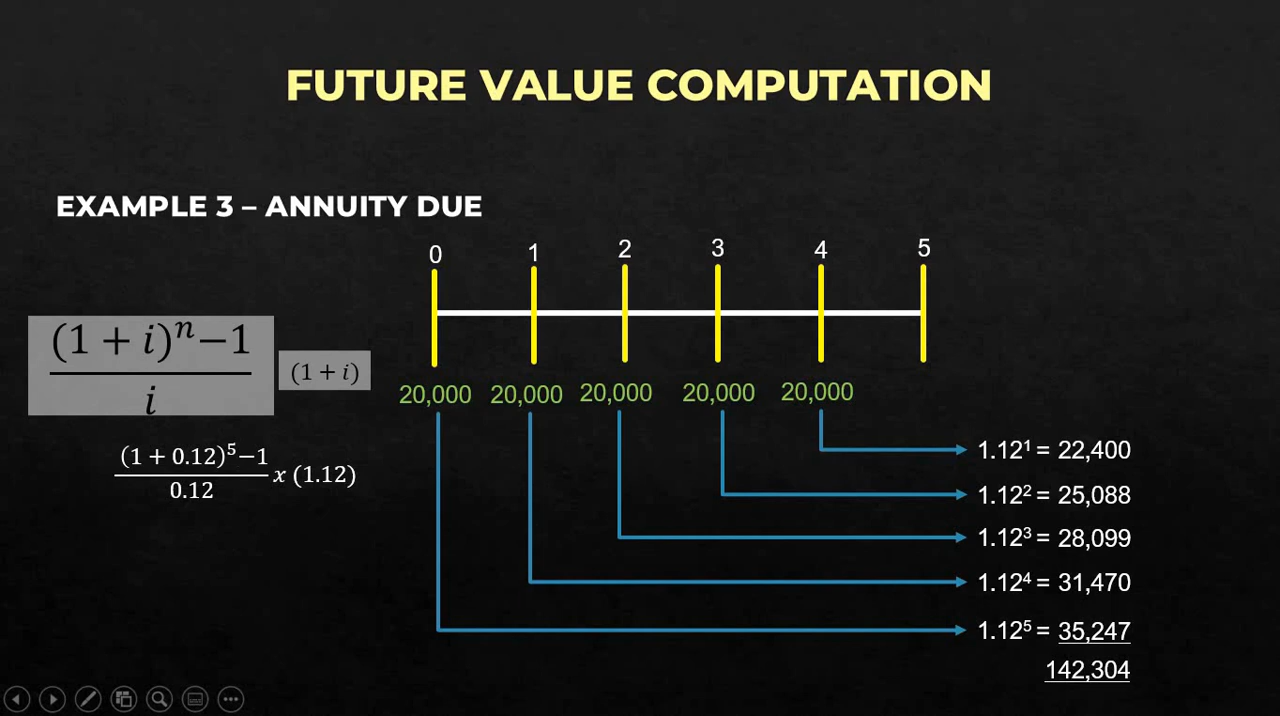 FUTURE VALUE COMPUTATION
EXAMPLE 3 – ANNUITY DUE
0 1 2 3 4 5
(1 + i)ⁿ−1
i
(1 + i)
20,000 20,000 20,000 20,000 20,000
(1 + 0.12)⁵−1
0.12
x (1.12)
1.12¹ = 22,400
1.12² = 25,088
1.12³ = 28,099
1.12⁴ = 31,470
1.12⁵ = 35,247
142,304